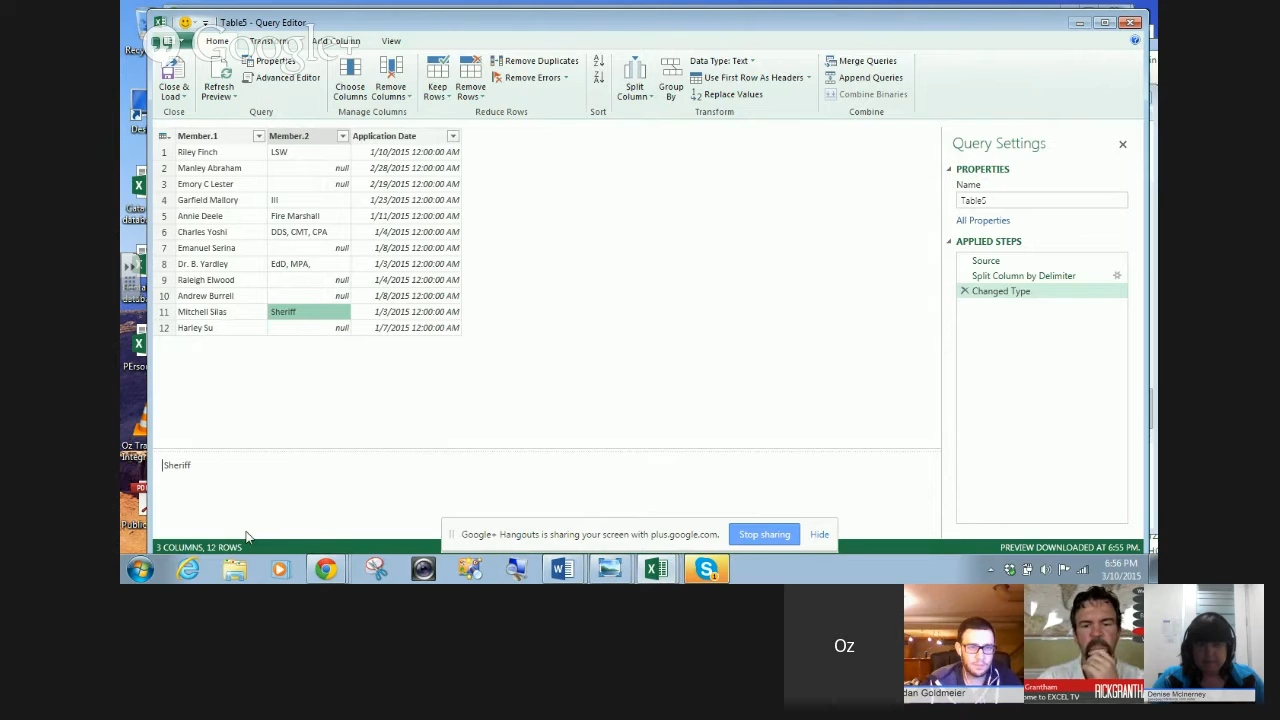 Table5 - Query Editor
Google+
Home
Transform
Add Column
View
Close &
Load
Close
Refresh
Preview
Properties
Advanced Editor
Query
Choose
Columns
Remove
Columns
Manage Columns
Keep
Rows
Remove
Rows
Remove Duplicates
Remove Errors
Reduce Rows
Sort
Split
Column
Group
By
Data Type: Text
Use First Row As Headers
Replace Values
Transform
Merge Queries
Append Queries
Combine Binaries
Combine
Member.1 Member.2 Application Date
1 Riley Finch LSW 1/10/2015 12:00:00 AM
2 Manley Abraham null 2/28/2015 12:00:00 AM
3 Emory C Lester null 2/19/2015 12:00:00 AM
4 Garfield Mallory III 1/23/2015 12:00:00 AM
5 Annie Deele Fire Marshall 1/11/2015 12:00:00 AM
6 Charles Yoshi DDS, CMT, CPA 1/4/2015 12:00:00 AM
7 Emanuel Serina null 1/8/2015 12:00:00 AM
8 Dr. B. Yardley EdD, MPA, 1/3/2015 12:00:00 AM
9 Raleigh Elwood null 1/4/2015 12:00:00 AM
10 Andrew Burrell null 1/8/2015 12:00:00 AM
11 Mitchell Silas Sheriff 1/3/2015 12:00:00 AM
12 Harley Su null 1/7/2015 12:00:00 AM
Sheriff
3 COLUMNS, 12 ROWS
PREVIEW DOWNLOADED AT 6:55 PM.
Query Settings
PROPERTIES
Name
Table5
All Properties
APPLIED STEPS
Source
Split Column by Delimiter
Changed Type
Google+ Hangouts is sharing your screen with plus.google.com.
Stop sharing
Hide
6:56 PM
3/10/2015
Oz
dan Goldmeier
Grantham
ome to EXCEL TV
RICKGRANTH
Denise McInerney